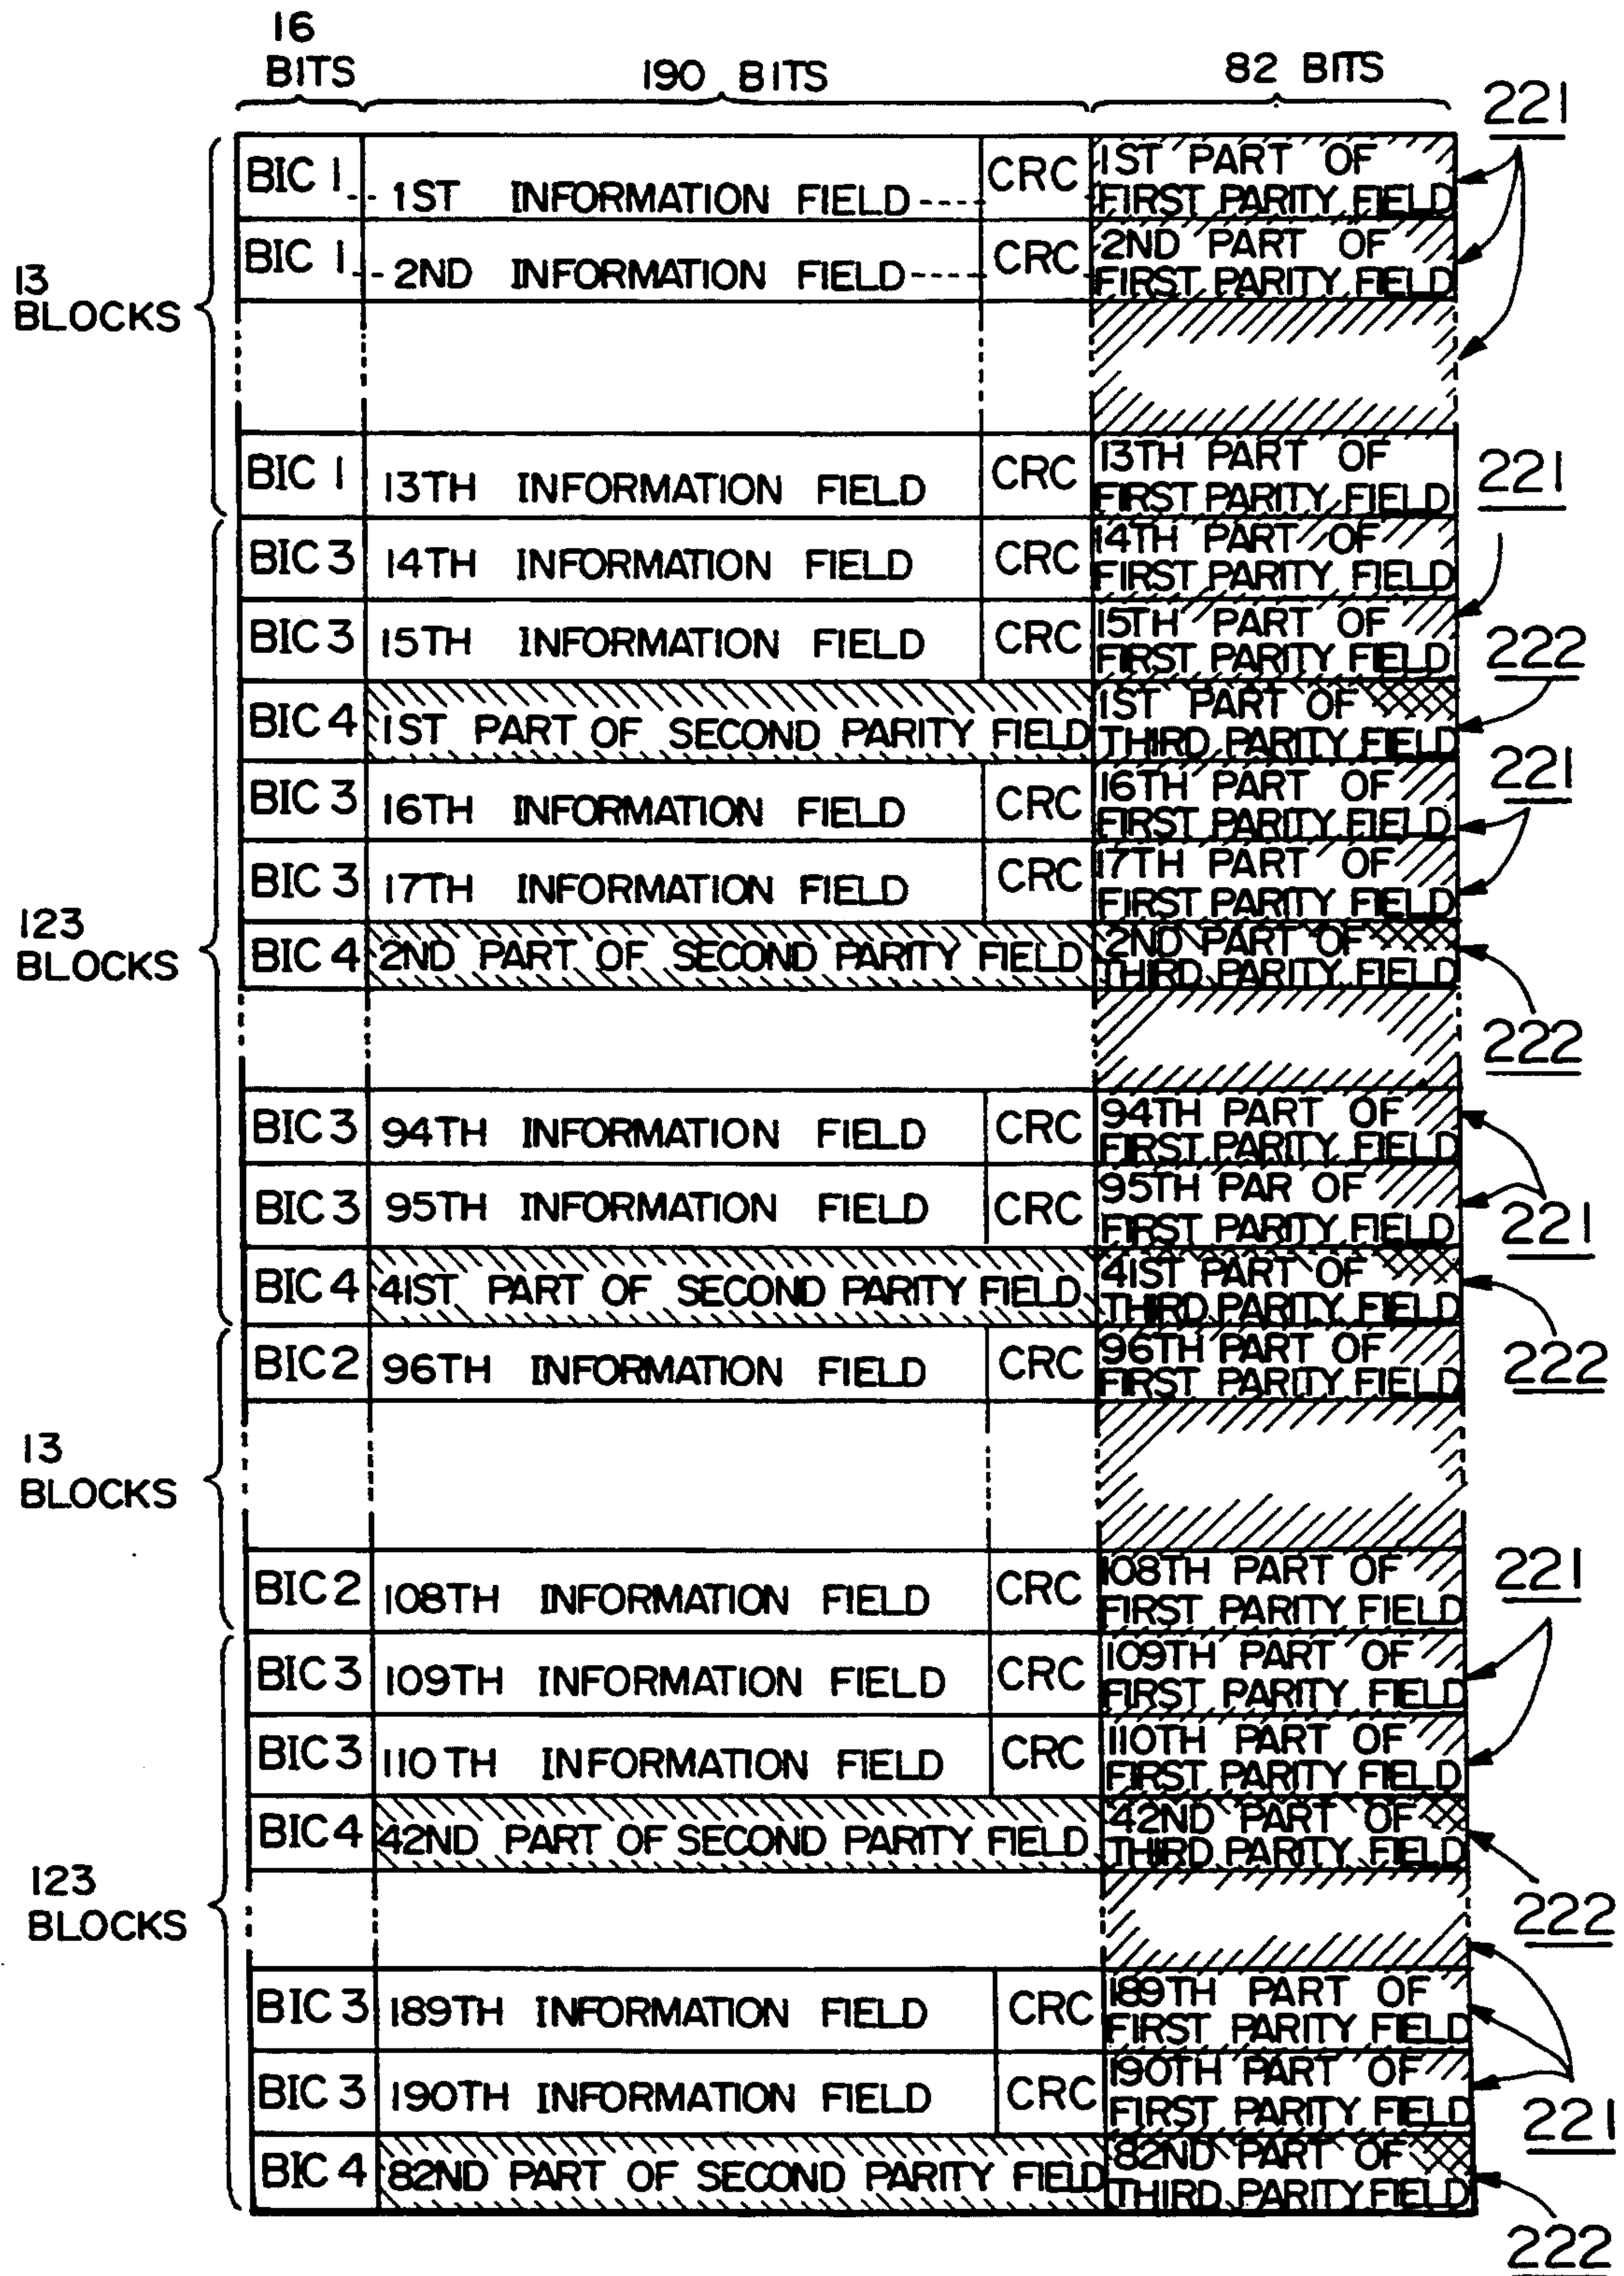 16
BITS
190 BITS
82 BITS
221
BIC 1
1ST INFORMATION FIELD
CRC
1ST PART OF
FIRST PARITY FIELD
BIC 1
2ND INFORMATION FIELD
CRC
2ND PART OF
FIRST PARITY FIELD
13
BLOCKS
BIC 1
13TH INFORMATION FIELD
CRC
13TH PART OF
FIRST PARITY FIELD
221
BIC 3
14TH INFORMATION FIELD
CRC
14TH PART OF
FIRST PARITY FIELD
BIC 3
15TH INFORMATION FIELD
CRC
15TH PART OF
FIRST PARITY FIELD
222
BIC 4
1ST PART OF SECOND PARITY FIELD
1ST PART OF
THIRD PARITY FIELD
221
BIC 3
16TH INFORMATION FIELD
CRC
16TH PART OF
FIRST PARITY FIELD
BIC 3
17TH INFORMATION FIELD
CRC
17TH PART OF
FIRST PARITY FIELD
123
BLOCKS
BIC 4
2ND PART OF SECOND PARITY FIELD
2ND PART OF
THIRD PARITY FIELD
222
BIC 3
94TH INFORMATION FIELD
CRC
94TH PART OF
FIRST PARITY FIELD
BIC 3
95TH INFORMATION FIELD
CRC
95TH PAR OF
FIRST PARITY FIELD
221
BIC 4
41ST PART OF SECOND PARITY FIELD
41ST PART OF
THIRD PARITY FIELD
222
BIC 2
96TH INFORMATION FIELD
CRC
96TH PART OF
FIRST PARITY FIELD
13
BLOCKS
BIC 2
108TH INFORMATION FIELD
CRC
108TH PART OF
FIRST PARITY FIELD
221
BIC 3
109TH INFORMATION FIELD
CRC
109TH PART OF
FIRST PARITY FIELD
BIC 3
110TH INFORMATION FIELD
CRC
110TH PART OF
FIRST PARITY FIELD
BIC 4
42ND PART OF SECOND PARITY FIELD
42ND PART OF
THIRD PARITY FIELD
123
BLOCKS
222
BIC 3
189TH INFORMATION FIELD
CRC
189TH PART OF
FIRST PARITY FIELD
BIC 3
190TH INFORMATION FIELD
CRC
190TH PART OF
FIRST PARITY FIELD
221
BIC 4
82ND PART OF SECOND PARITY FIELD
82ND PART OF
THIRD PARITY FIELD
222